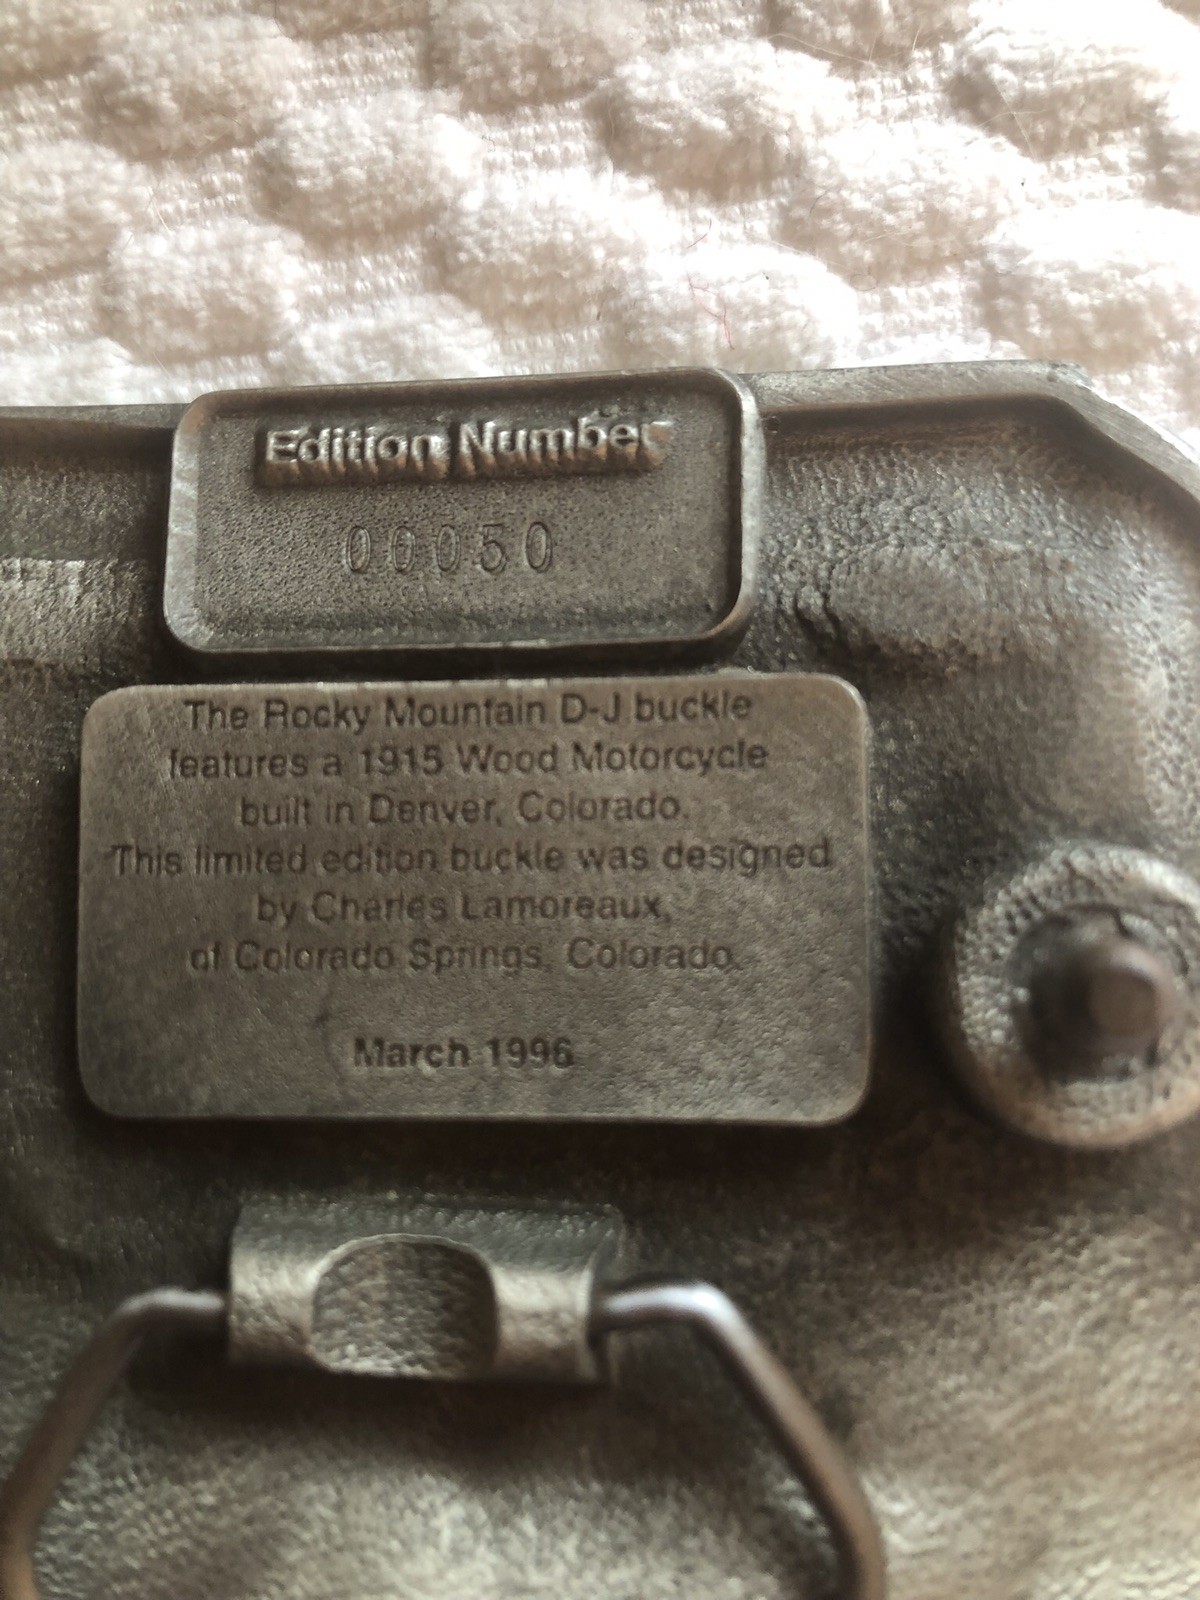 Edition Number
00050
The Rocky Mountain D-J buckle
features a 1915 Wood Motorcycle
built in Denver, Colorado.
This limited edition buckle was designed
by Charles Lamoreaux,
of Colorado Springs, Colorado.
March 1996